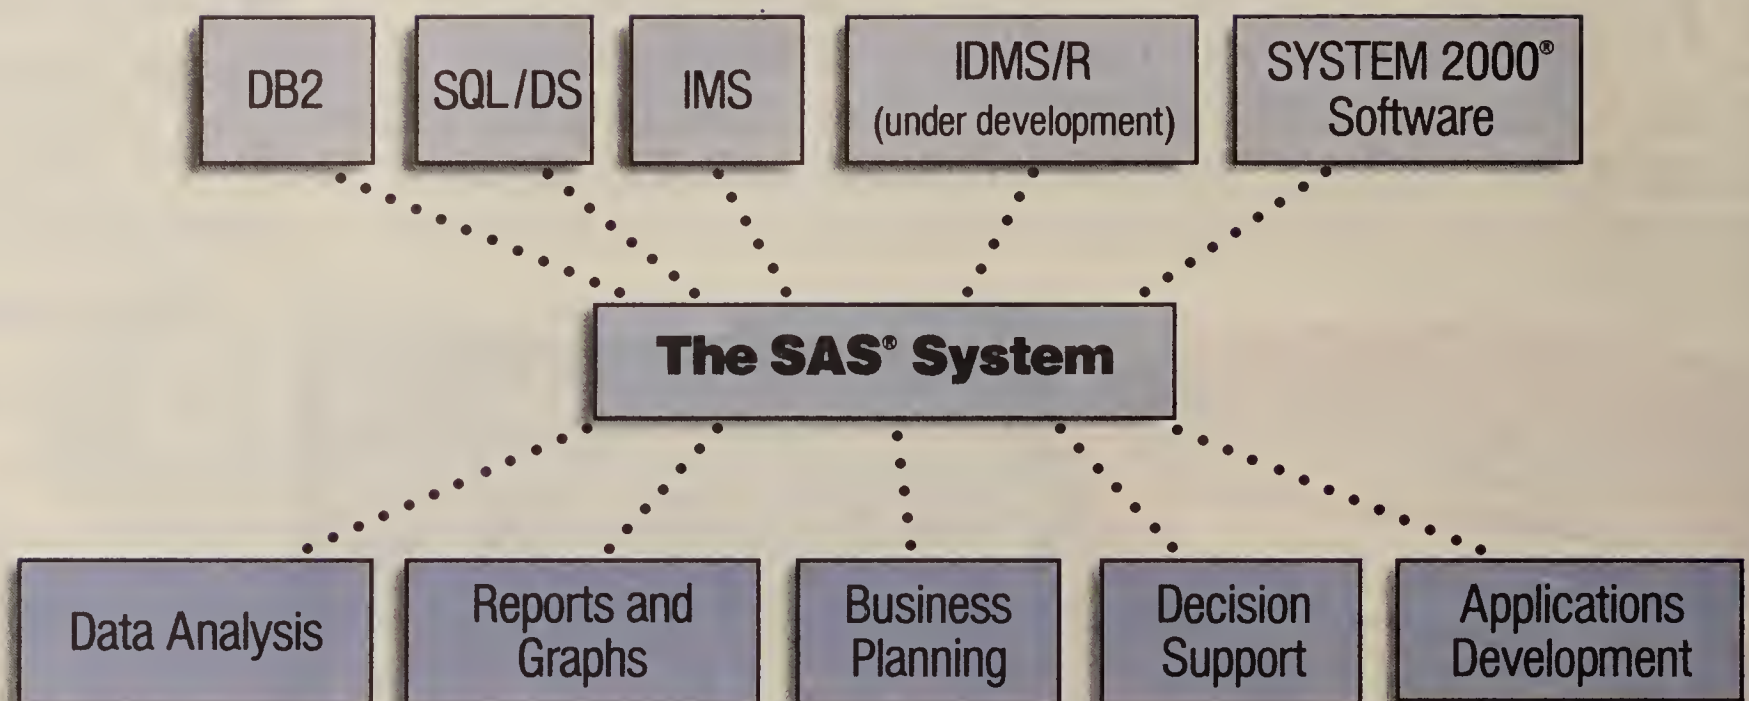 DB2
SQL/DS
IMS
IDMS/R
(under development)
SYSTEM 2000®
Software
The SAS® System
Data Analysis
Reports and
Graphs
Business
Planning
Decision
Support
Applications
Development